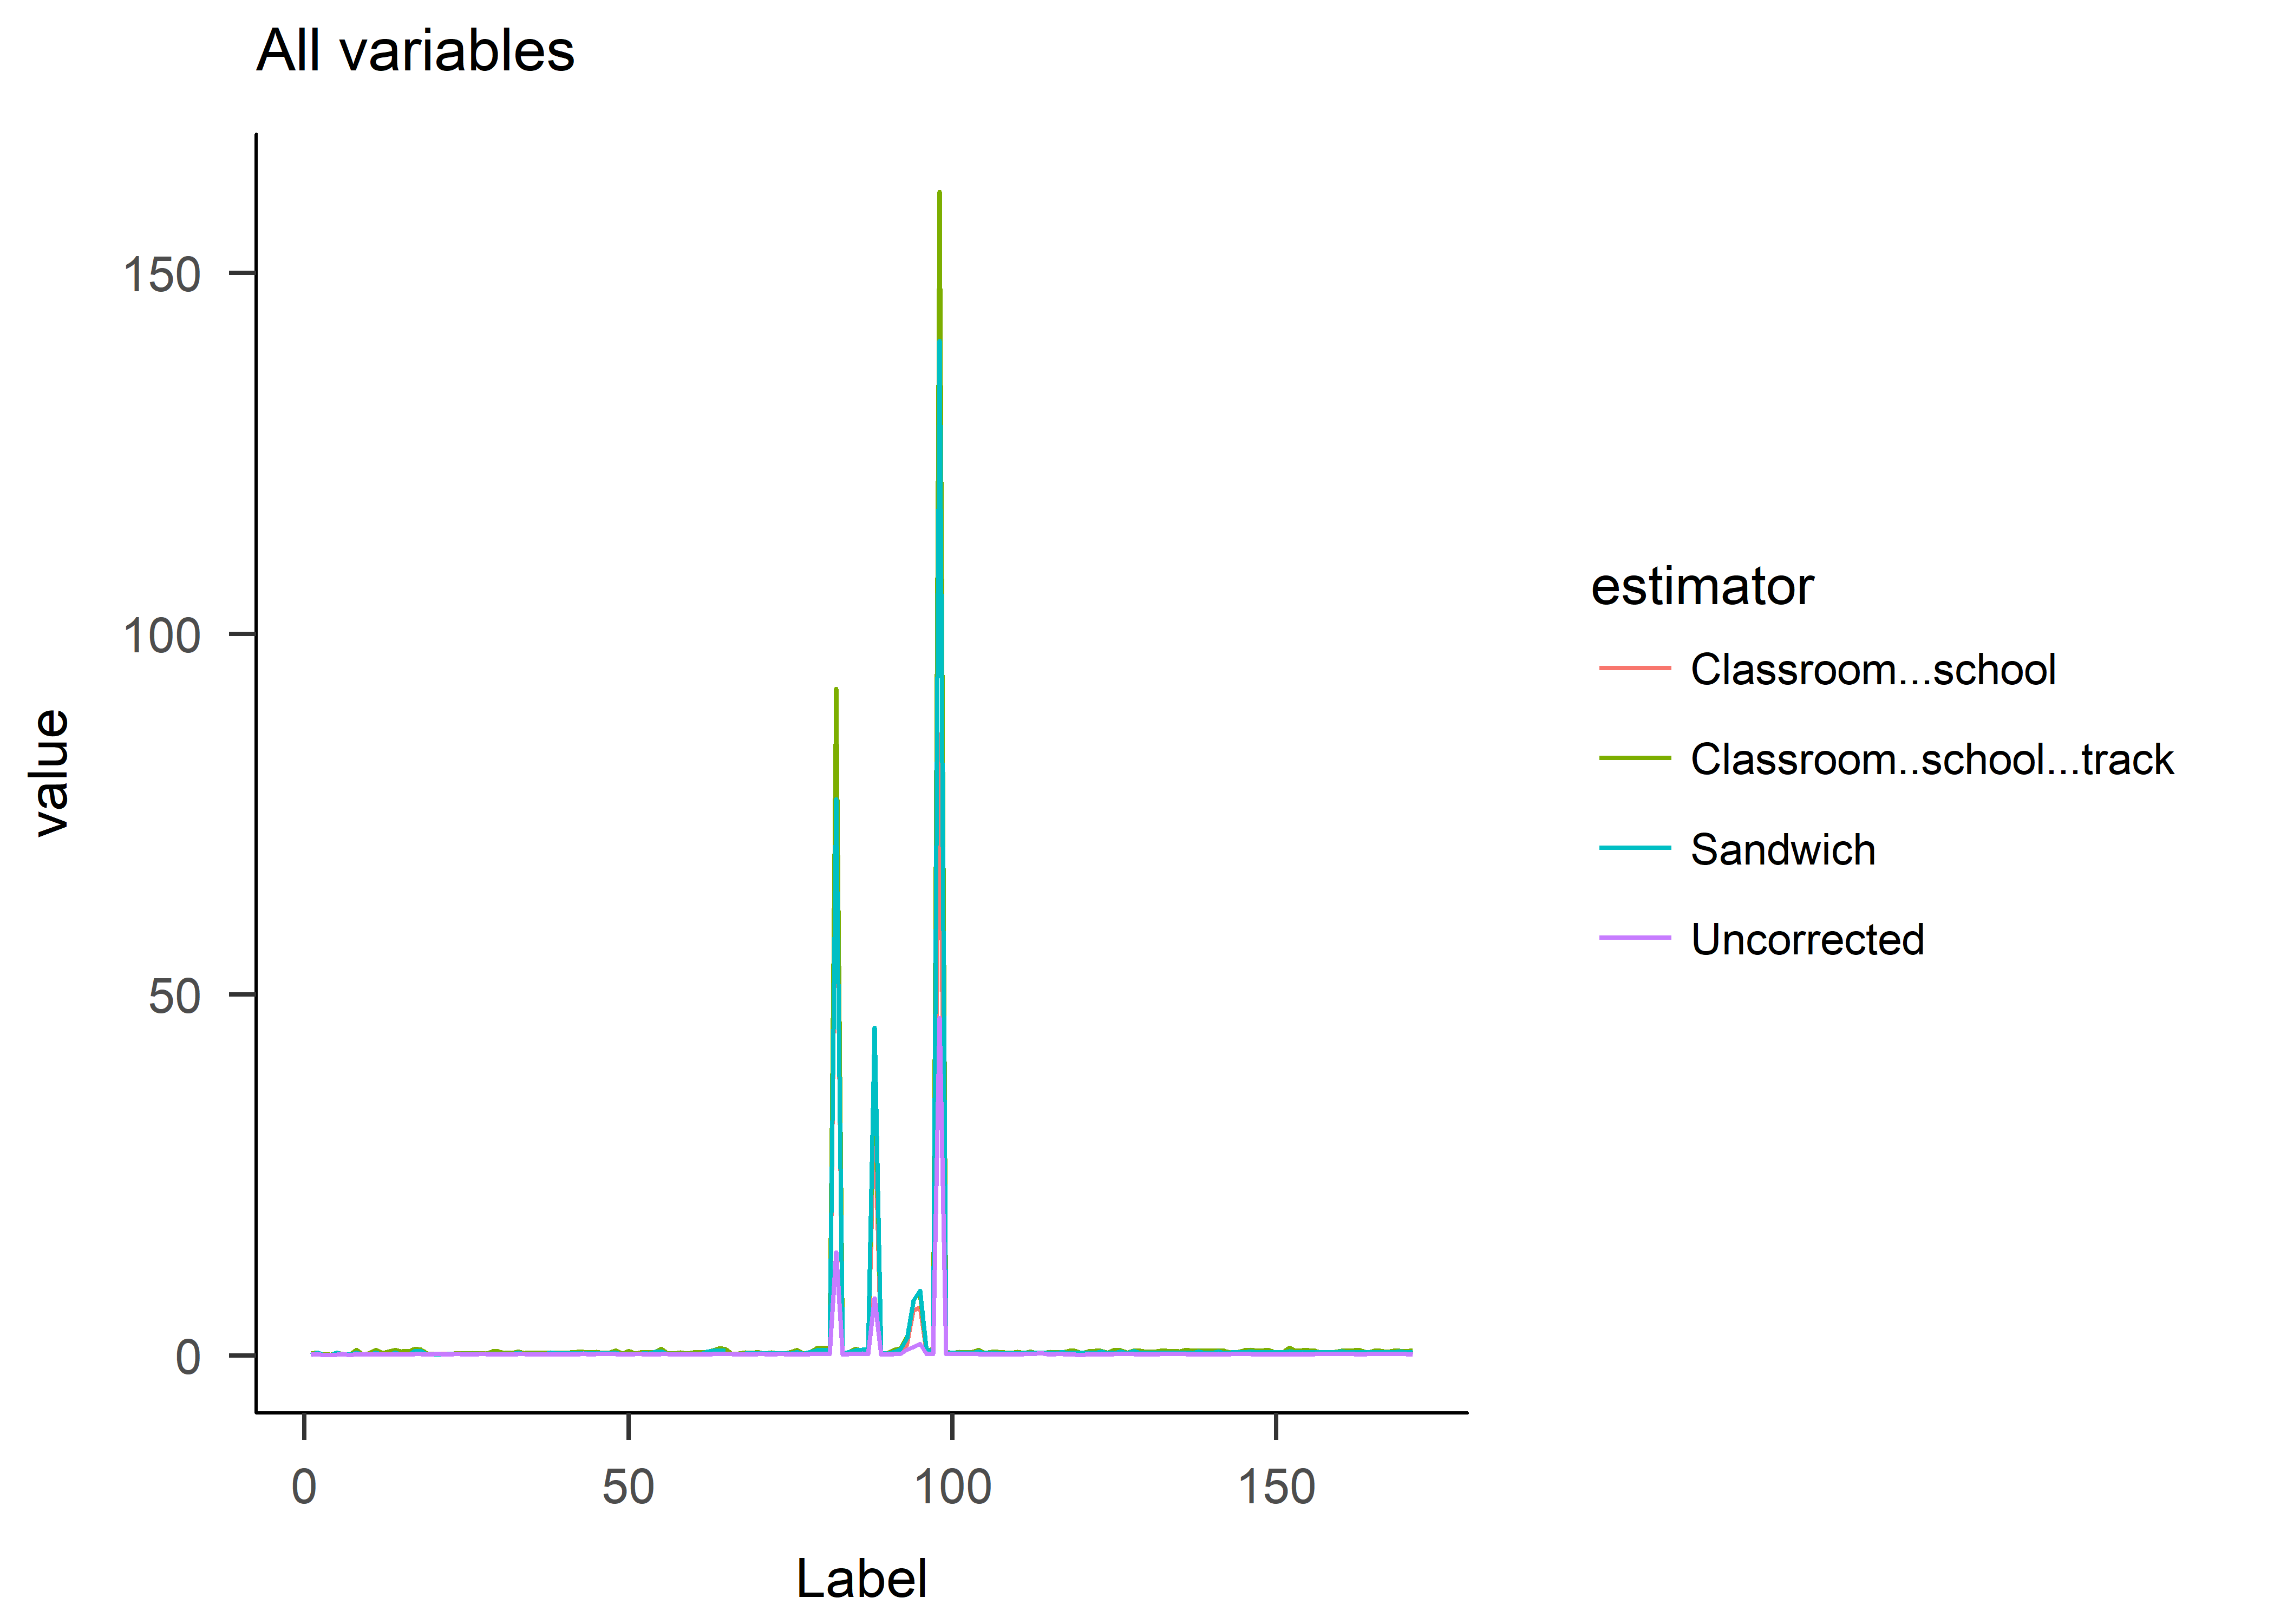 All variables
150
100
50
0
value
0 50 100 150
Label
estimator
Classroom...school
Classroom..school...track
Sandwich
Uncorrected